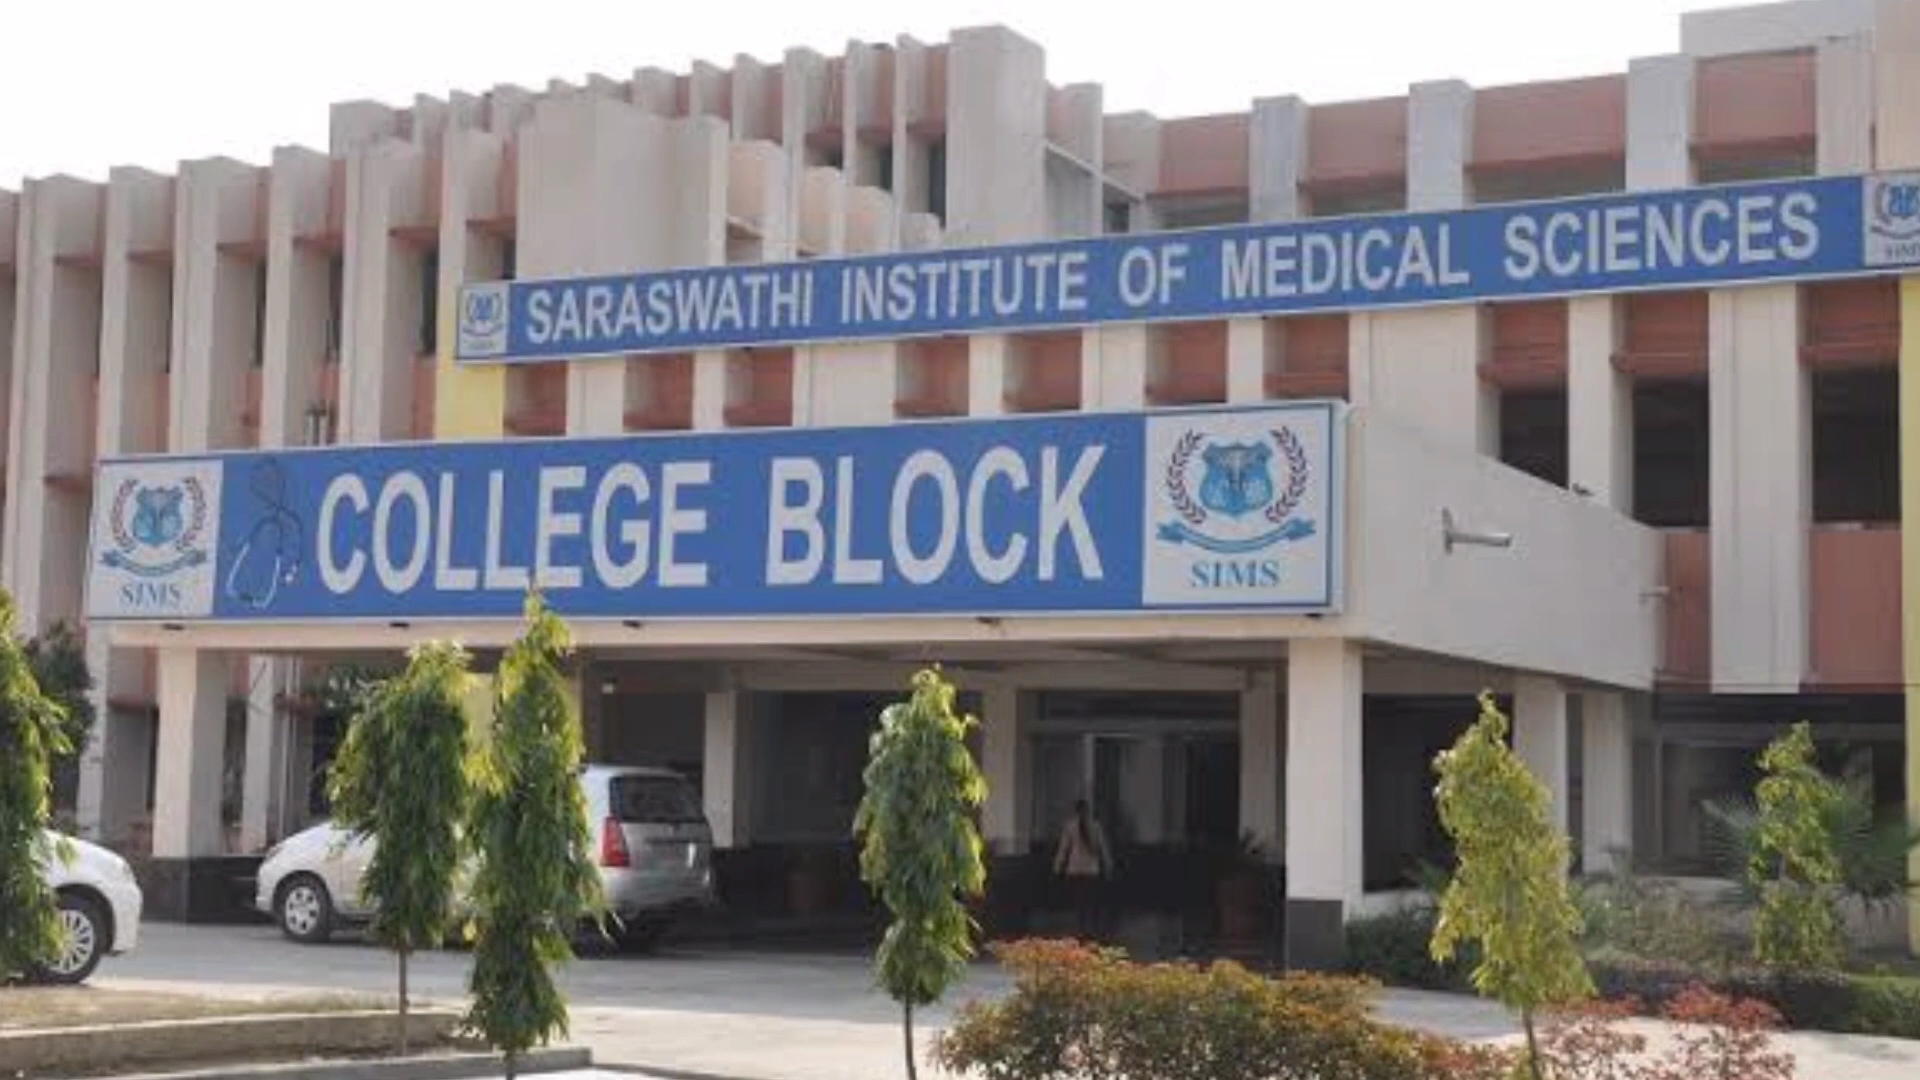 SARASWATHI INSTITUTE OF MEDICAL SCIENCES
COLLEGE BLOCK
SIMS
SIMS